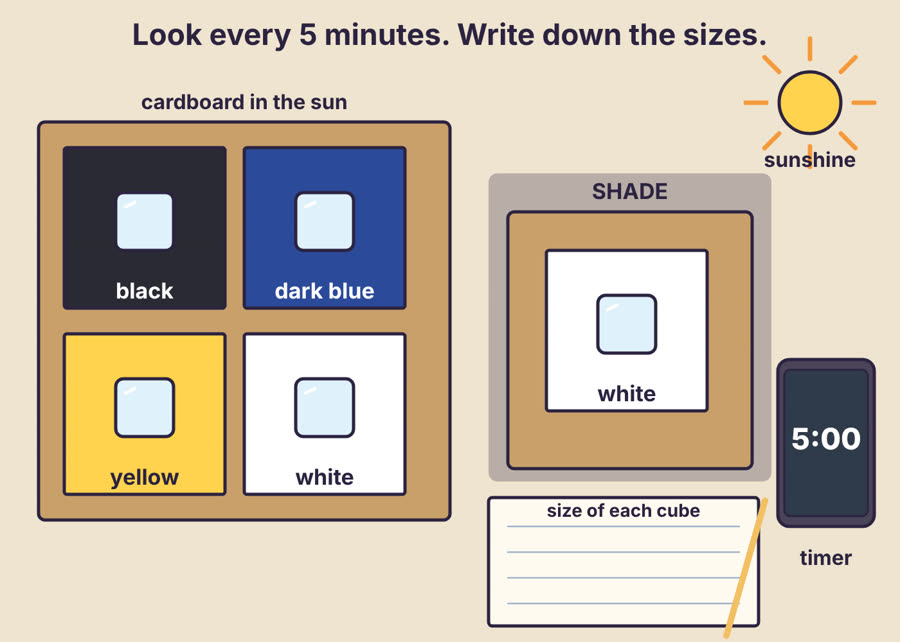 Look every 5 minutes. Write down the sizes.
cardboard in the sun
sunshine
black
dark blue
yellow
white
SHADE
white
5:00
timer
size of each cube